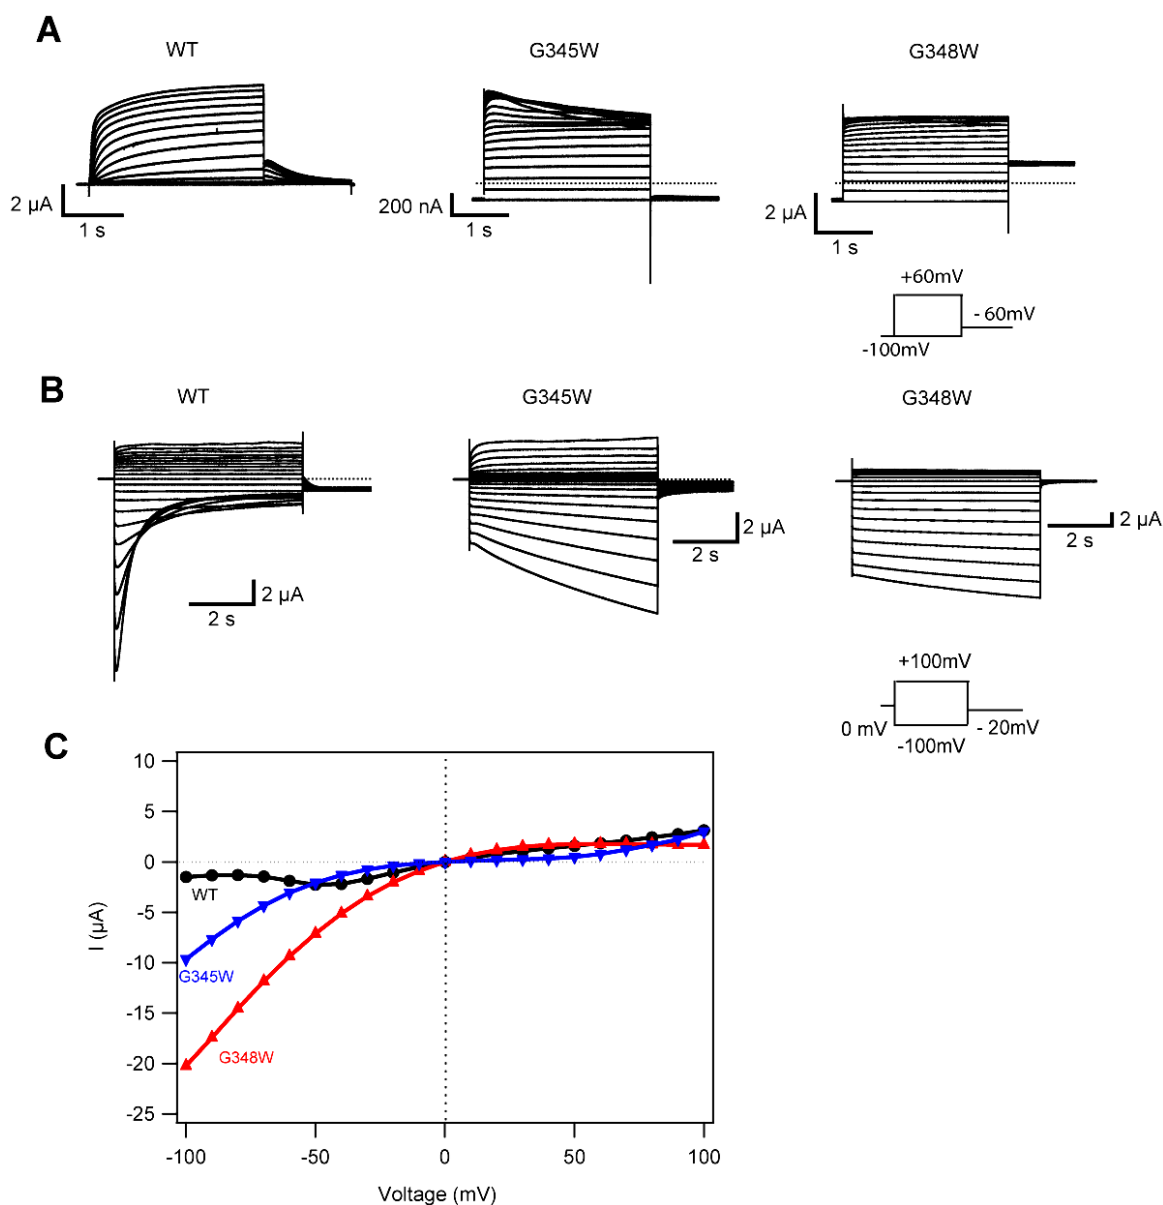 A
WT
G345W
G348W
2 µA
1 s
200 nA
1 s
2 µA
1 s
+60mV
- 60mV
-100mV
B
WT
G345W
G348W
2 µA
2 s
2 µA
2 s
2 µA
2 s
+100mV
0 mV
- 20mV
-100mV
C
10
5
0
-5
-10
-15
-20
-25
I (µA)
WT
G345W
G348W
-100
-50
0
50
100
Voltage (mV)